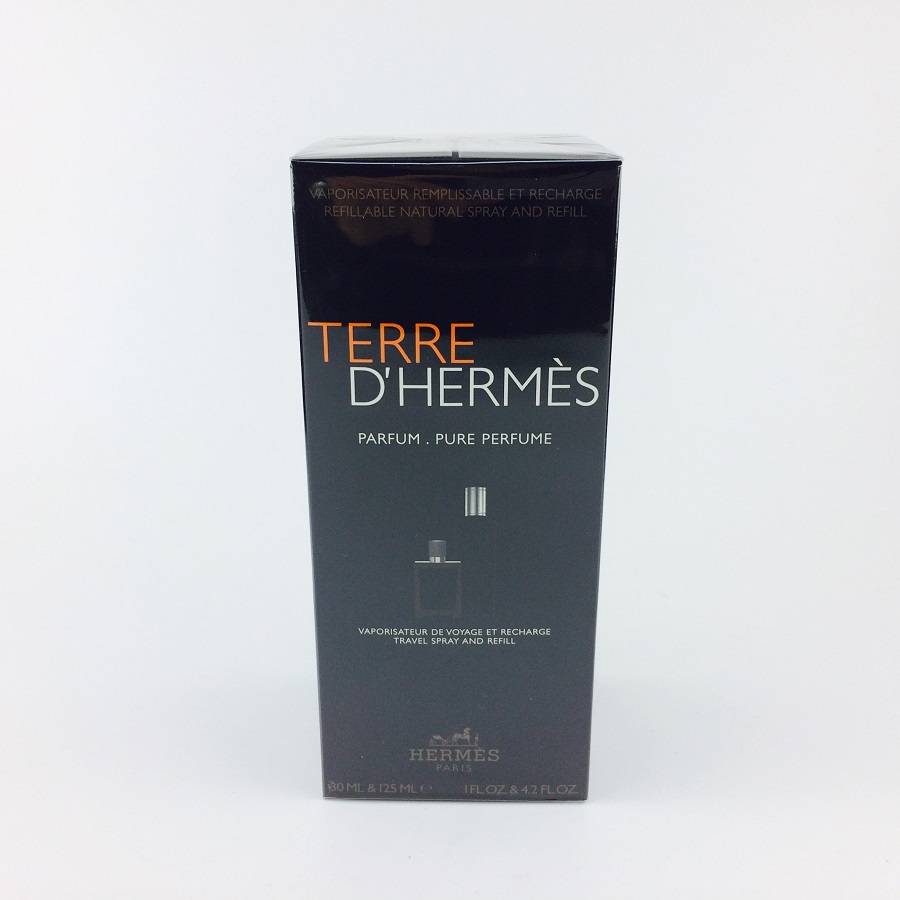 VAPORISATEUR REMPLISSABLE ET RECHARGE
REFILLABLE NATURAL SPRAY AND REFILL
TERRE
D'HERMÈS
PARFUM . PURE PERFUME
VAPORISATEUR DE VOYAGE ET RECHARGE
TRAVEL SPRAY AND REFILL
HERMÈS
PARIS
30 ML & 125 ML ℮ 1 FL.OZ. & 4.2 FL.OZ.